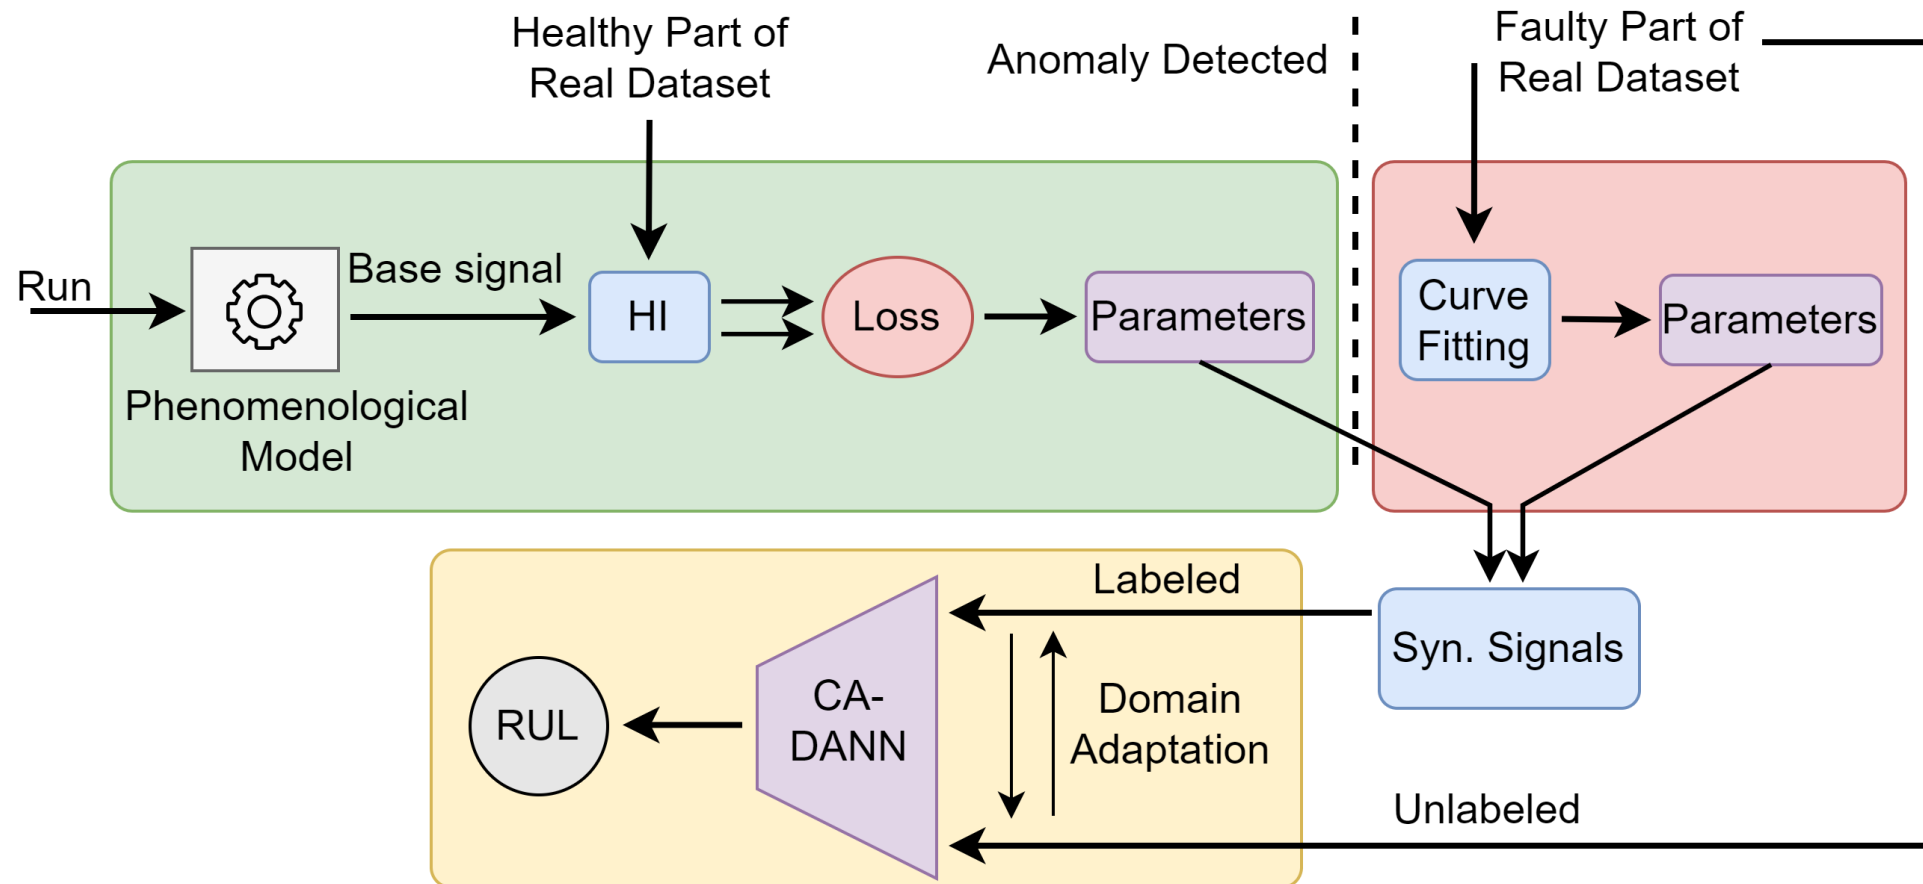 Healthy Part of
Real Dataset
Anomaly Detected
Faulty Part of
Real Dataset
Run
Base signal
HI
Loss
Parameters
Curve
Fitting
Parameters
Phenomenological
Model
Labeled
Syn. Signals
CA-
DANN
Domain
Adaptation
RUL
Unlabeled